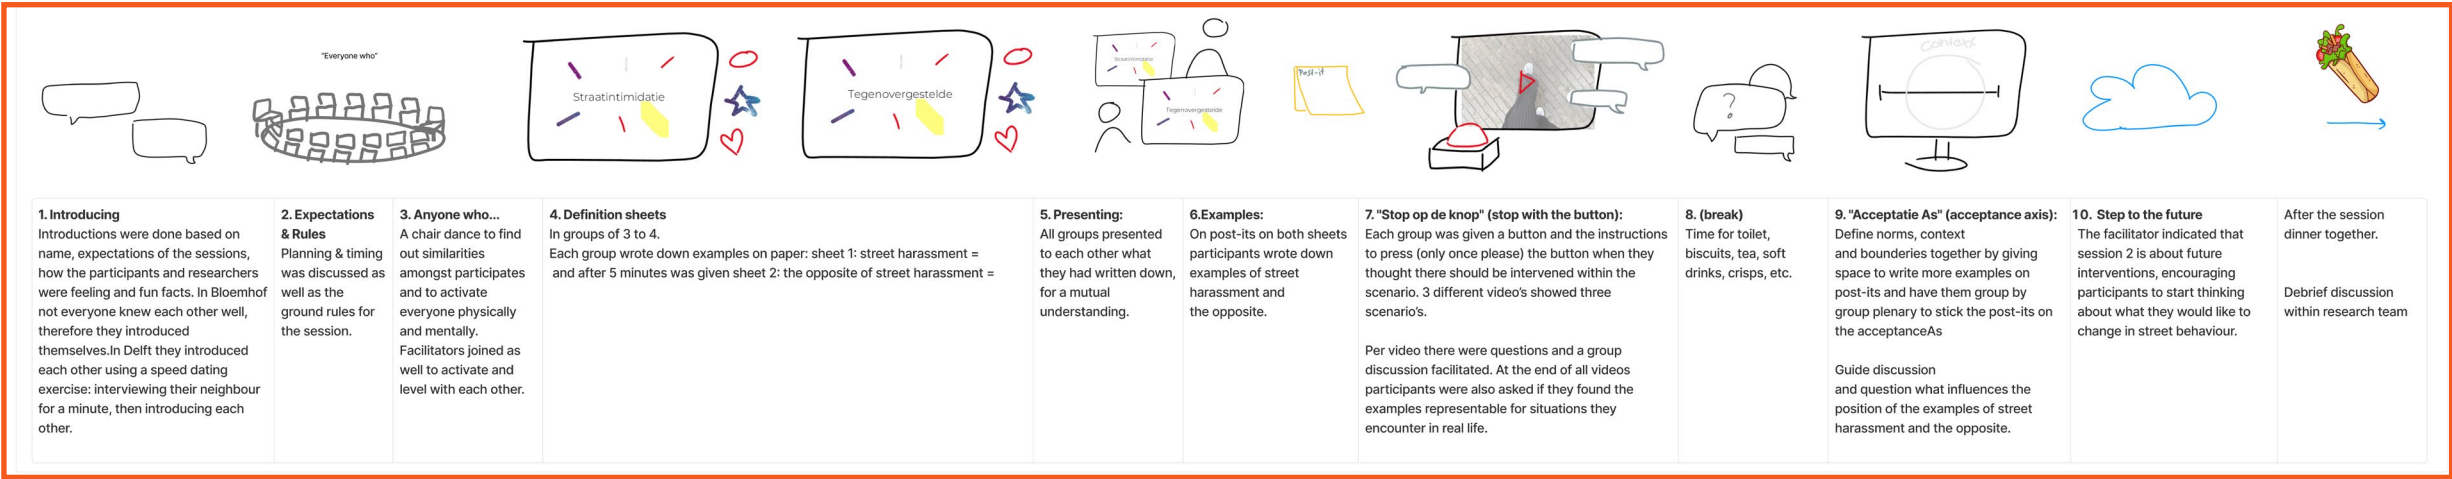 "Everyone who"
Straatintimidatie
Tegenovergestelde
Straatintimidatie
Tegenovergestelde
Post-it
?
Context
1. Introducing
Introductions were done based on
name, expectations of the sessions,
how the participants and researchers
were feeling and fun facts. In Bloemhof
not everyone knew each other well,
therefore they introduced
themselves.In Delft they introduced
each other using a speed dating
exercise: interviewing their neighbour
for a minute, then introducing each
other.
2. Expectations
& Rules
Planning & timing
was discussed as
well as the
ground rules for
the session.
3. Anyone who...
A chair dance to find
out similarities
amongst participates
and to activate
everyone physically
and mentally.
Facilitators joined as
well to activate and
level with each other.
4. Definition sheets
In groups of 3 to 4.
Each group wrote down examples on paper: sheet 1: street harassment =
and after 5 minutes was given sheet 2: the opposite of street harassment =
5. Presenting:
All groups presented
to each other what
they had written down,
for a mutual
understanding.
6.Examples:
On post-its on both sheets
participants wrote down
examples of street
harassment and
the opposite.
7. "Stop op de knop" (stop with the button):
Each group was given a button and the instructions
to press (only once please) the button when they
thought there should be intervened within the
scenario. 3 different video's showed three
scenario's.
Per video there were questions and a group
discussion facilitated. At the end of all videos
participants were also asked if they found the
examples representable for situations they
encounter in real life.
8. (break)
Time for toilet,
biscuits, tea, soft
drinks, crisps, etc.
9. "Acceptatie As" (acceptance axis):
Define norms, context
and bounderies together by giving
space to write more examples on
post-its and have them group by
group plenary to stick the post-its on
the acceptanceAs
Guide discussion
and question what influences the
position of the examples of street
harassment and the opposite.
10. Step to the future
The facilitator indicated that
session 2 is about future
interventions, encouraging
participants to start thinking
about what they would like to
change in street behaviour.
After the session
dinner together.
Debrief discussion
within research team